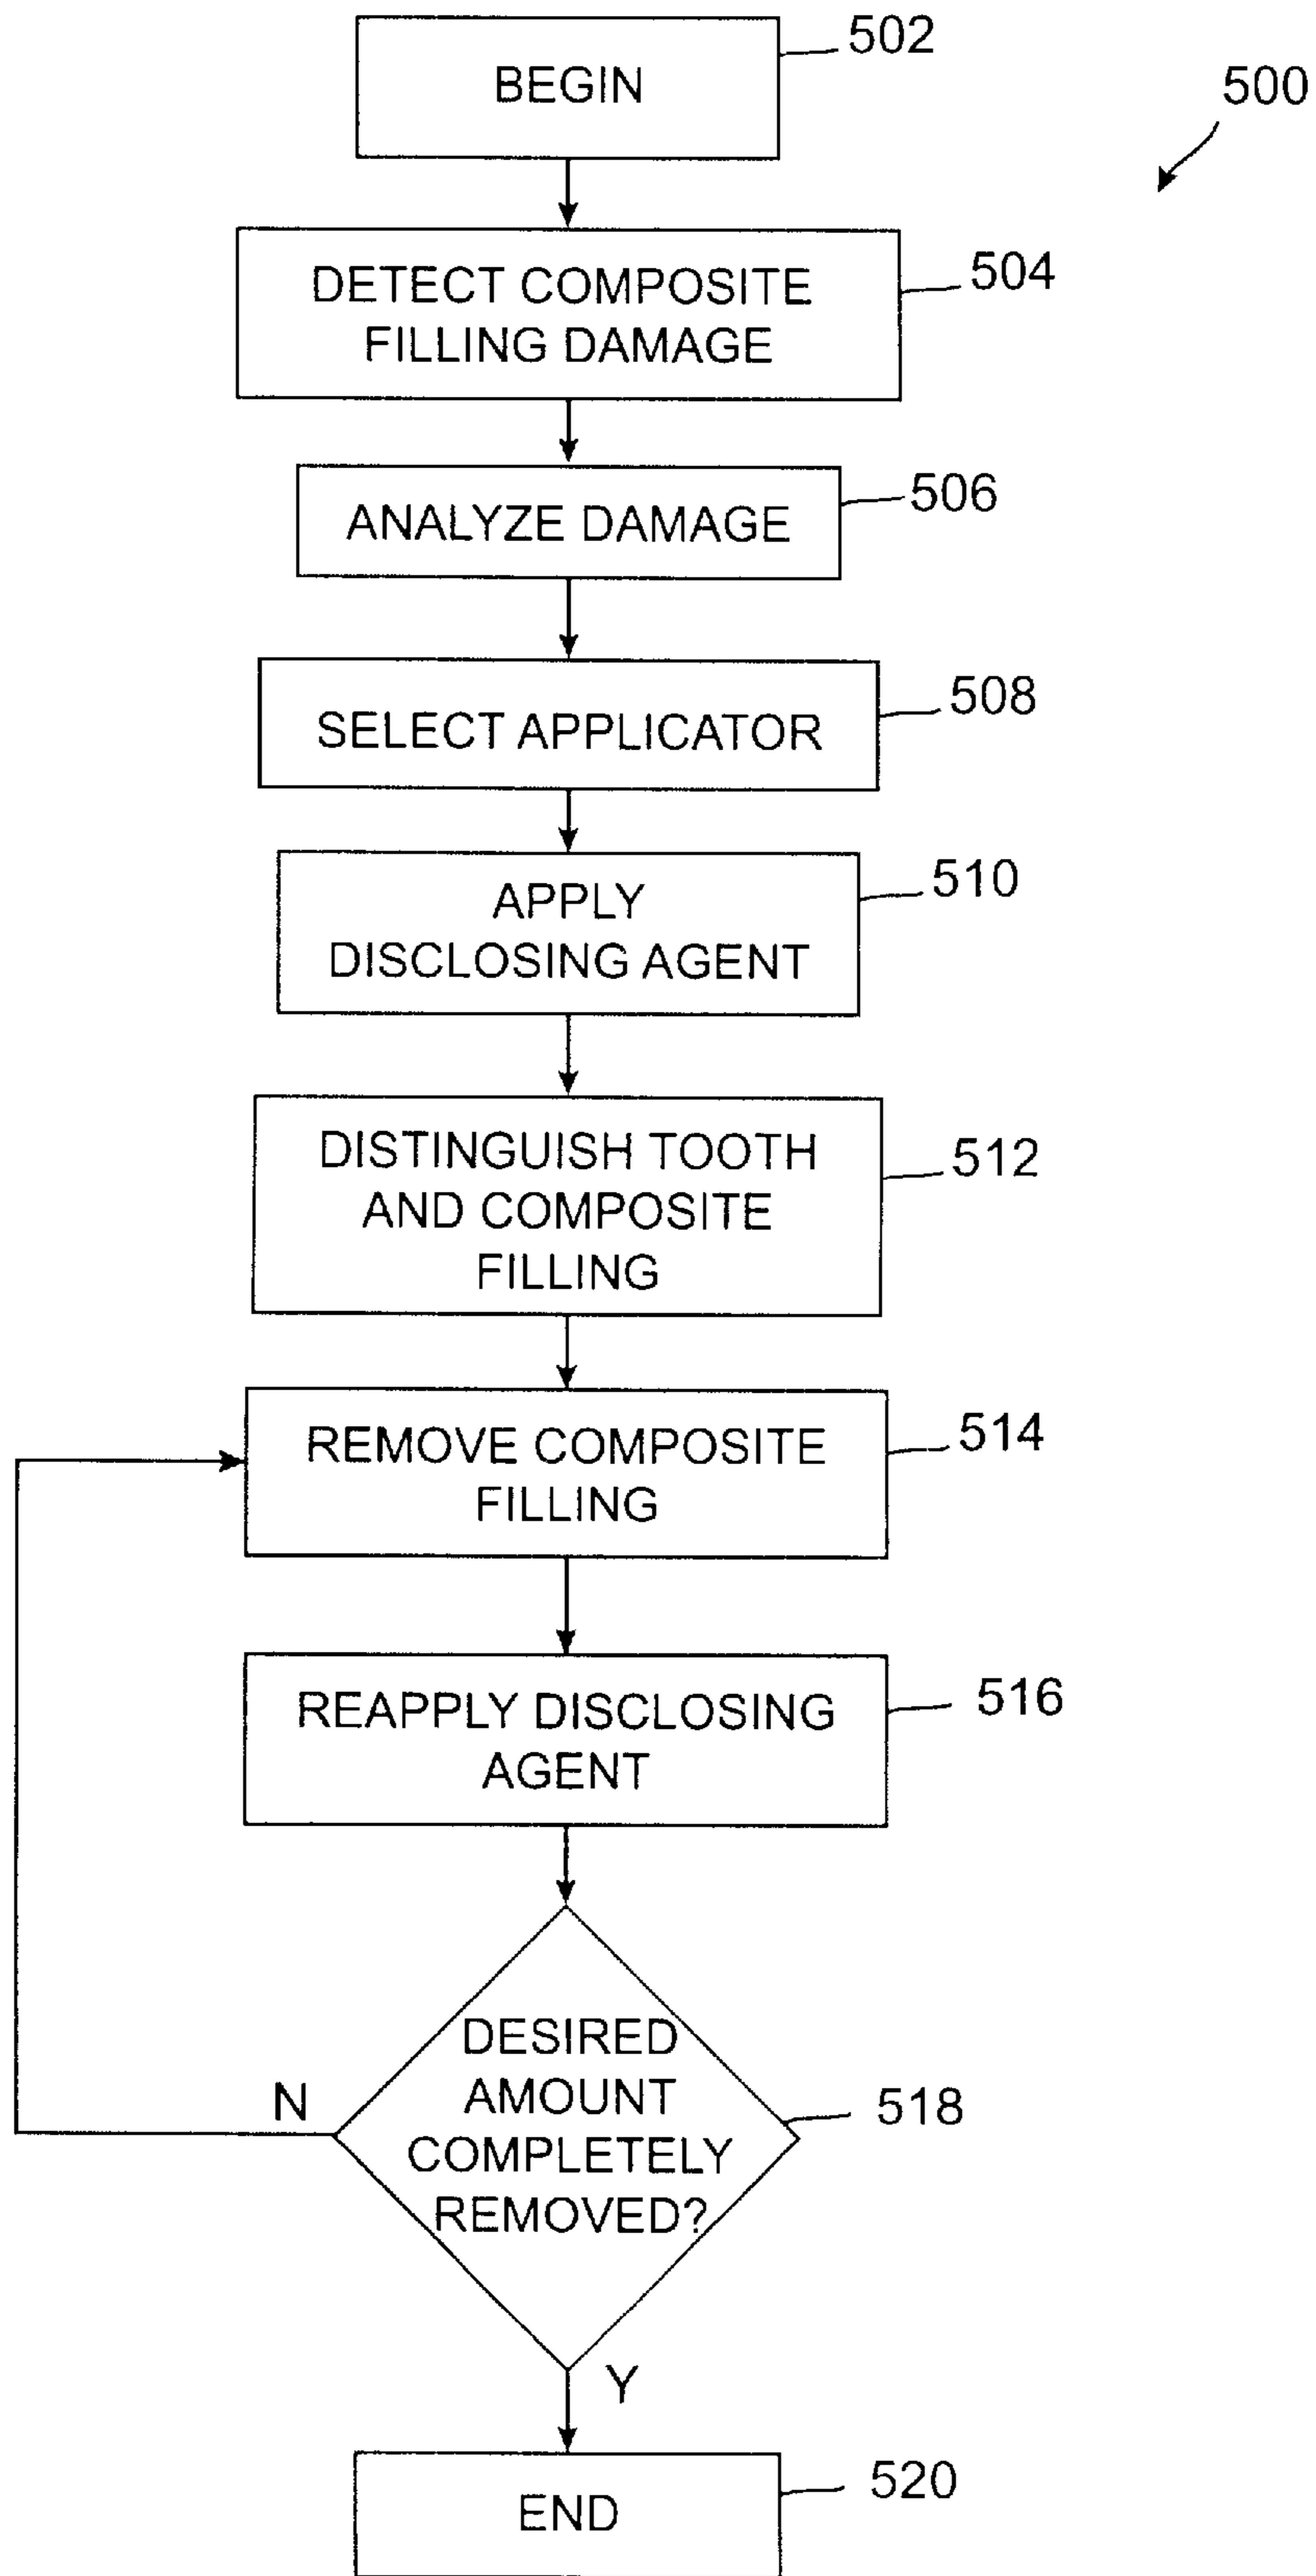 BEGIN
502
500
DETECT COMPOSITE
FILLING DAMAGE
504
ANALYZE DAMAGE
506
SELECT APPLICATOR
508
APPLY
DISCLOSING AGENT
510
DISTINGUISH TOOTH
AND COMPOSITE
FILLING
512
REMOVE COMPOSITE
FILLING
514
REAPPLY DISCLOSING
AGENT
516
DESIRED
AMOUNT
COMPLETELY
REMOVED?
518
N
Y
END
520